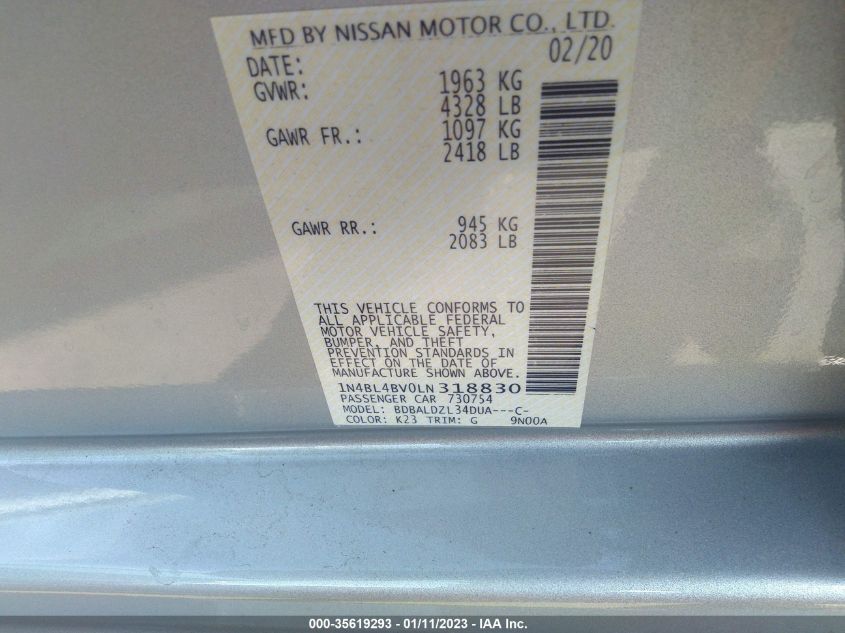 MFD BY NISSAN MOTOR CO., LTD.
DATE: 02/20
GVWR: 1963 KG
4328 LB
GAWR FR.: 1097 KG
2418 LB
GAWR RR.: 945 KG
2083 LB
THIS VEHICLE CONFORMS TO
ALL APPLICABLE FEDERAL
MOTOR VEHICLE SAFETY,
BUMPER, AND THEFT
PREVENTION STANDARDS IN
EFFECT ON THE DATE OF
MANUFACTURE SHOWN ABOVE.
1N4BL4BV0LN318830
PASSENGER CAR 730754
MODEL: BDBALDZL34DUA---C-
COLOR: K23 TRIM: G 9N00A
000-35619293 - 01/11/2023 - IAA Inc.